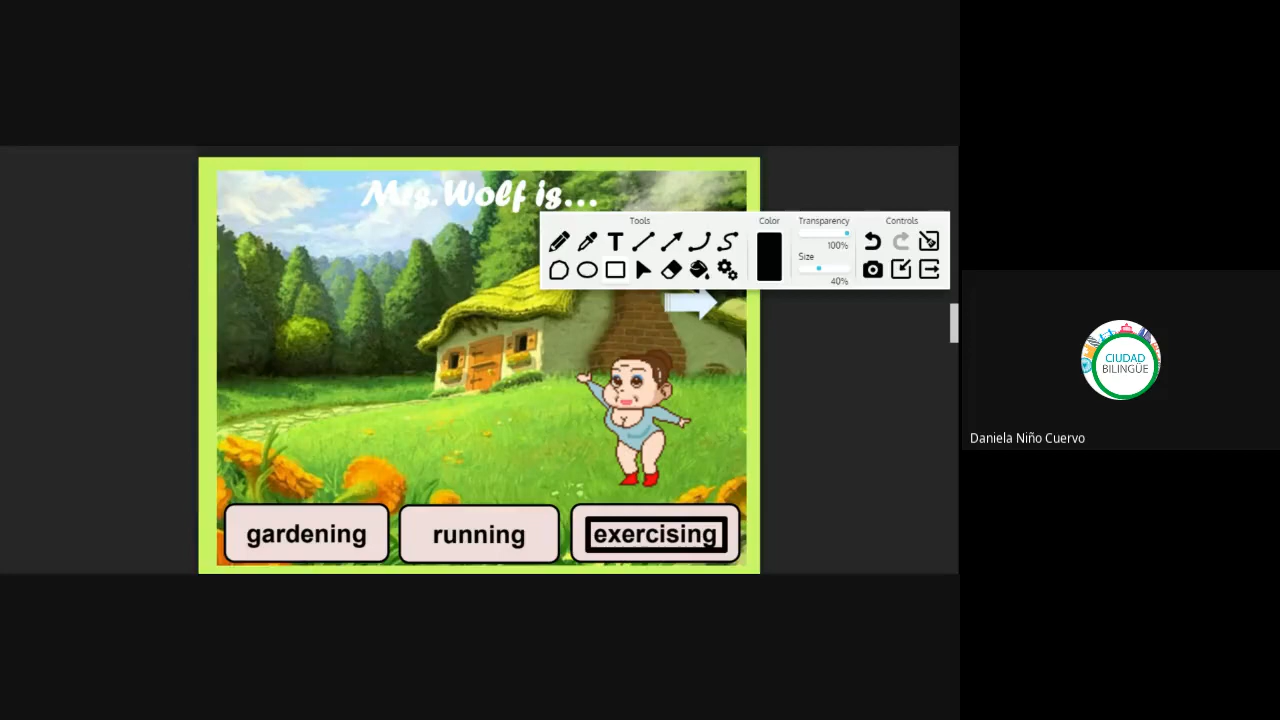 Mrs. Wolf is...
Tools
Color
Transparency
Controls
T
100%
Size
40%
gardening
running
exercising
CIUDAD
BILINGÜE
Daniela Niño Cuervo